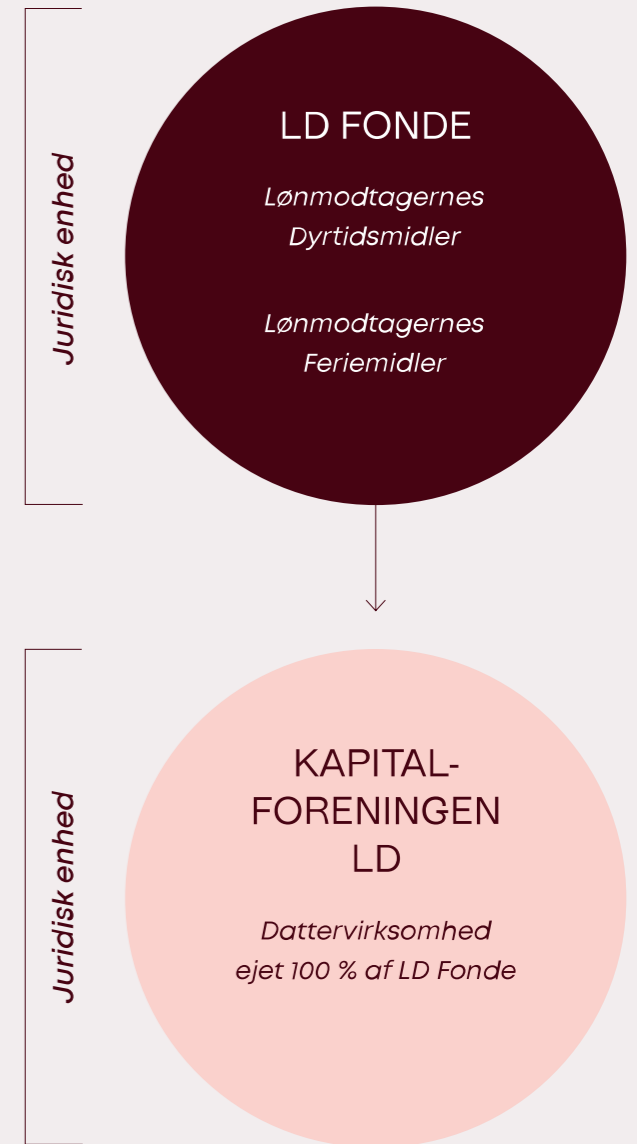 Juridisk enhed
LD FONDE
Lønmodtagernes
Dyrtidsmidler
Lønmodtagernes
Feriemidler
Juridisk enhed
KAPITAL-
FORENINGEN
LD
Dattervirksomhed
ejet 100 % af LD Fonde